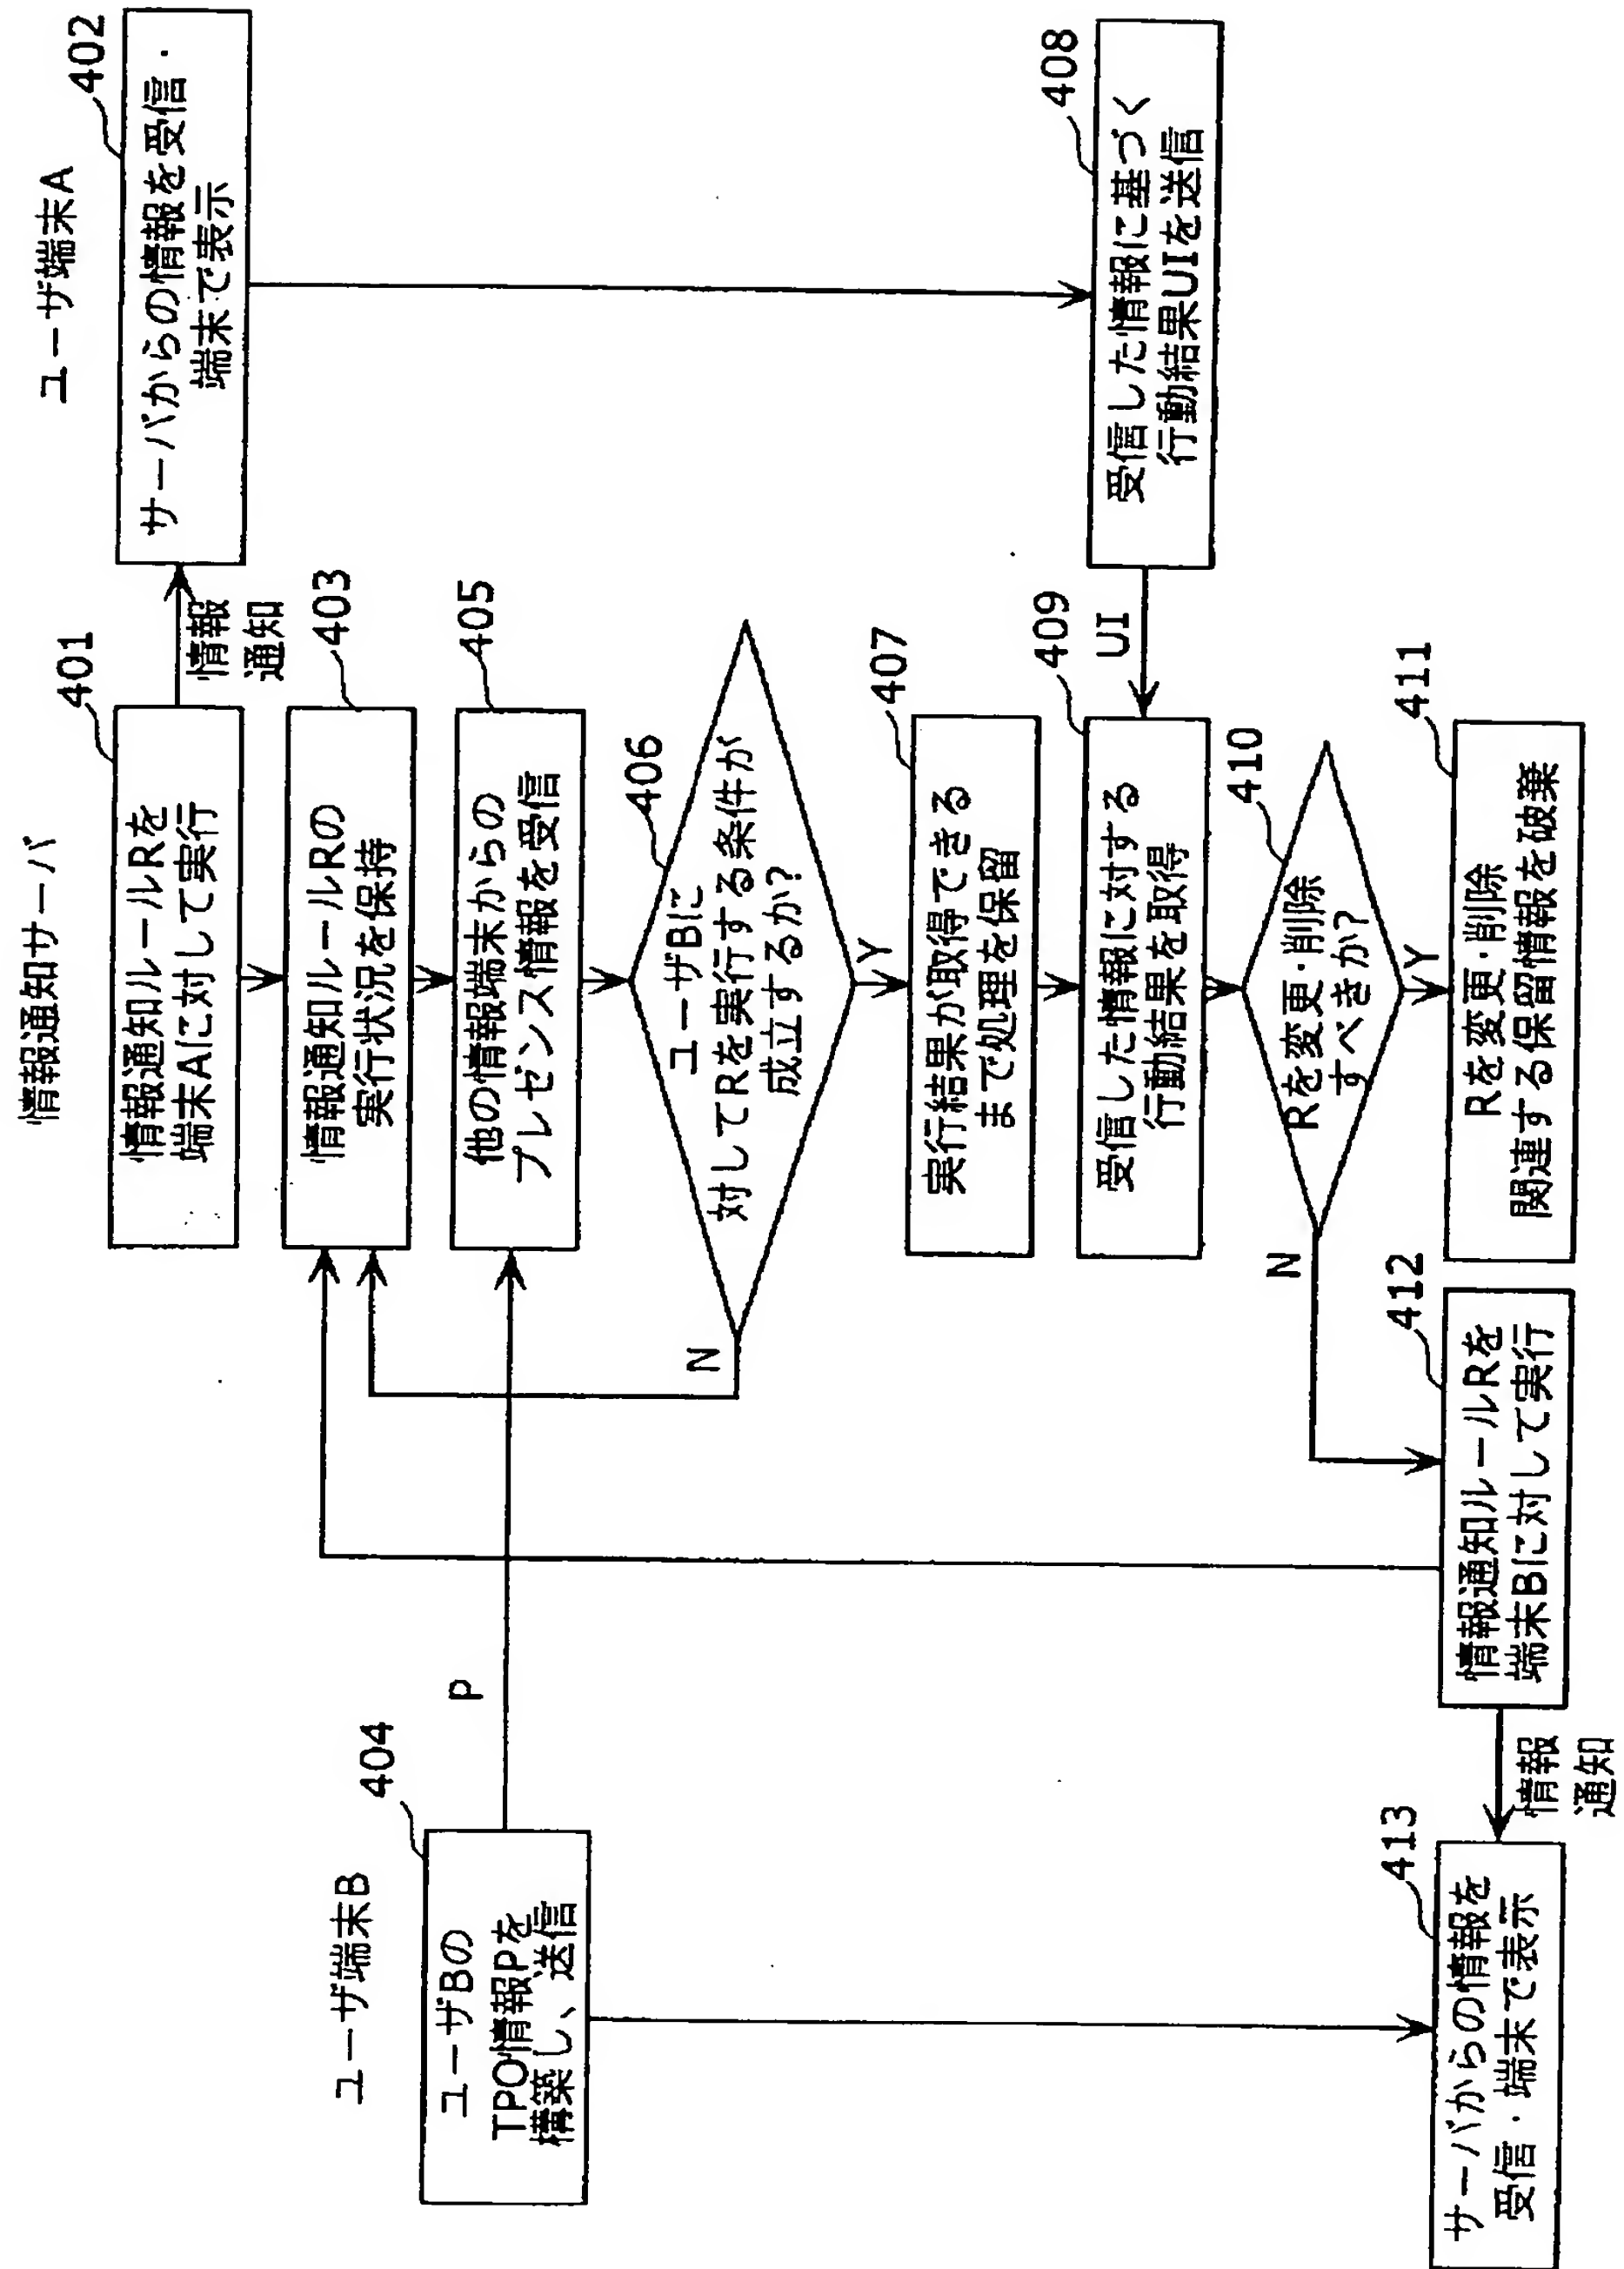 ユーザ端末B
情報通知サーバ
ユーザ端末A
401
情報通知ルールRを
端末Aに対して実行
情報
通知
402
サーバからの情報を受信・
端末で表示
403
情報通知ルールRの
実行状況を保持
404
ユーザBの
TPO情報Pを
構築し、送信
P
405
他の情報端末からの
プレゼンス情報を受信
406
ユーザBに
対してRを実行する条件が
成立するか?
N
Y
407
実行結果が取得できる
まで処理を保留
408
受信した情報に基づく
行動結果UIを送信
UI
409
受信した情報に対する
行動結果を取得
410
Rを変更・削除
すべきか?
N
Y
411
Rを変更・削除
関連する保留情報を破棄
412
情報通知ルールRを
端末Bに対して実行
情報
通知
413
サーバからの情報を
受信・端末で表示